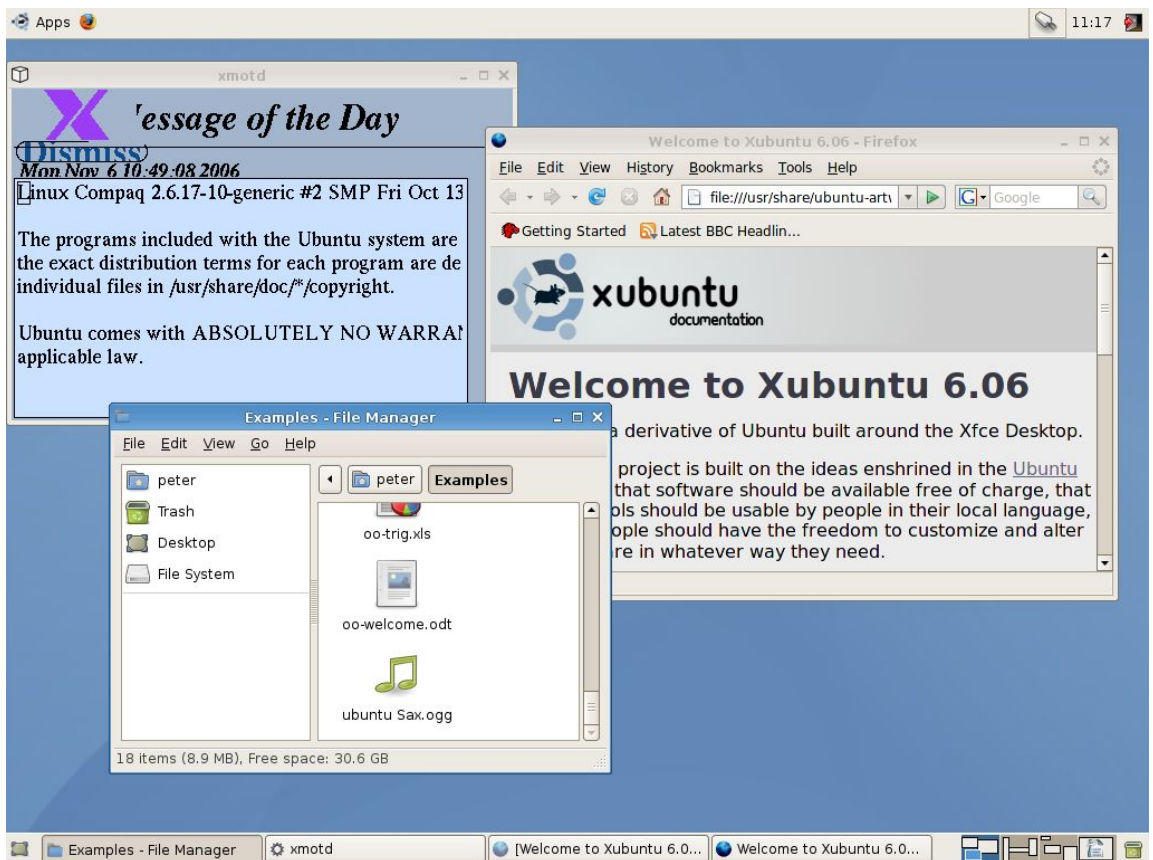 Apps
11:17
xmotd
'essage of the Day
Dismiss
Mon Nov 6 10:49:08 2006
Linux Compaq 2.6.17-10-generic #2 SMP Fri Oct 13
The programs included with the Ubuntu system are
the exact distribution terms for each program are de
individual files in /usr/share/doc/*/copyright.
Ubuntu comes with ABSOLUTELY NO WARRAN
applicable law.
Welcome to Xubuntu 6.06 - Firefox
File Edit View History Bookmarks Tools Help
file:///usr/share/ubuntu-artv
G Google
Getting Started Latest BBC Headlin...
xubuntu
documentation
Welcome to Xubuntu 6.06
a derivative of Ubuntu built around the Xfce Desktop.
project is built on the ideas enshrined in the Ubuntu
that software should be available free of charge, that
ols should be usable by people in their local language,
ople should have the freedom to customize and alter
re in whatever way they need.
Examples - File Manager
File Edit View Go Help
peter
Trash
Desktop
File System
peter Examples
oo-trig.xls
oo-welcome.odt
ubuntu Sax.ogg
18 items (8.9 MB), Free space: 30.6 GB
Examples - File Manager
xmotd
[Welcome to Xubuntu 6.0...
Welcome to Xubuntu 6.0...